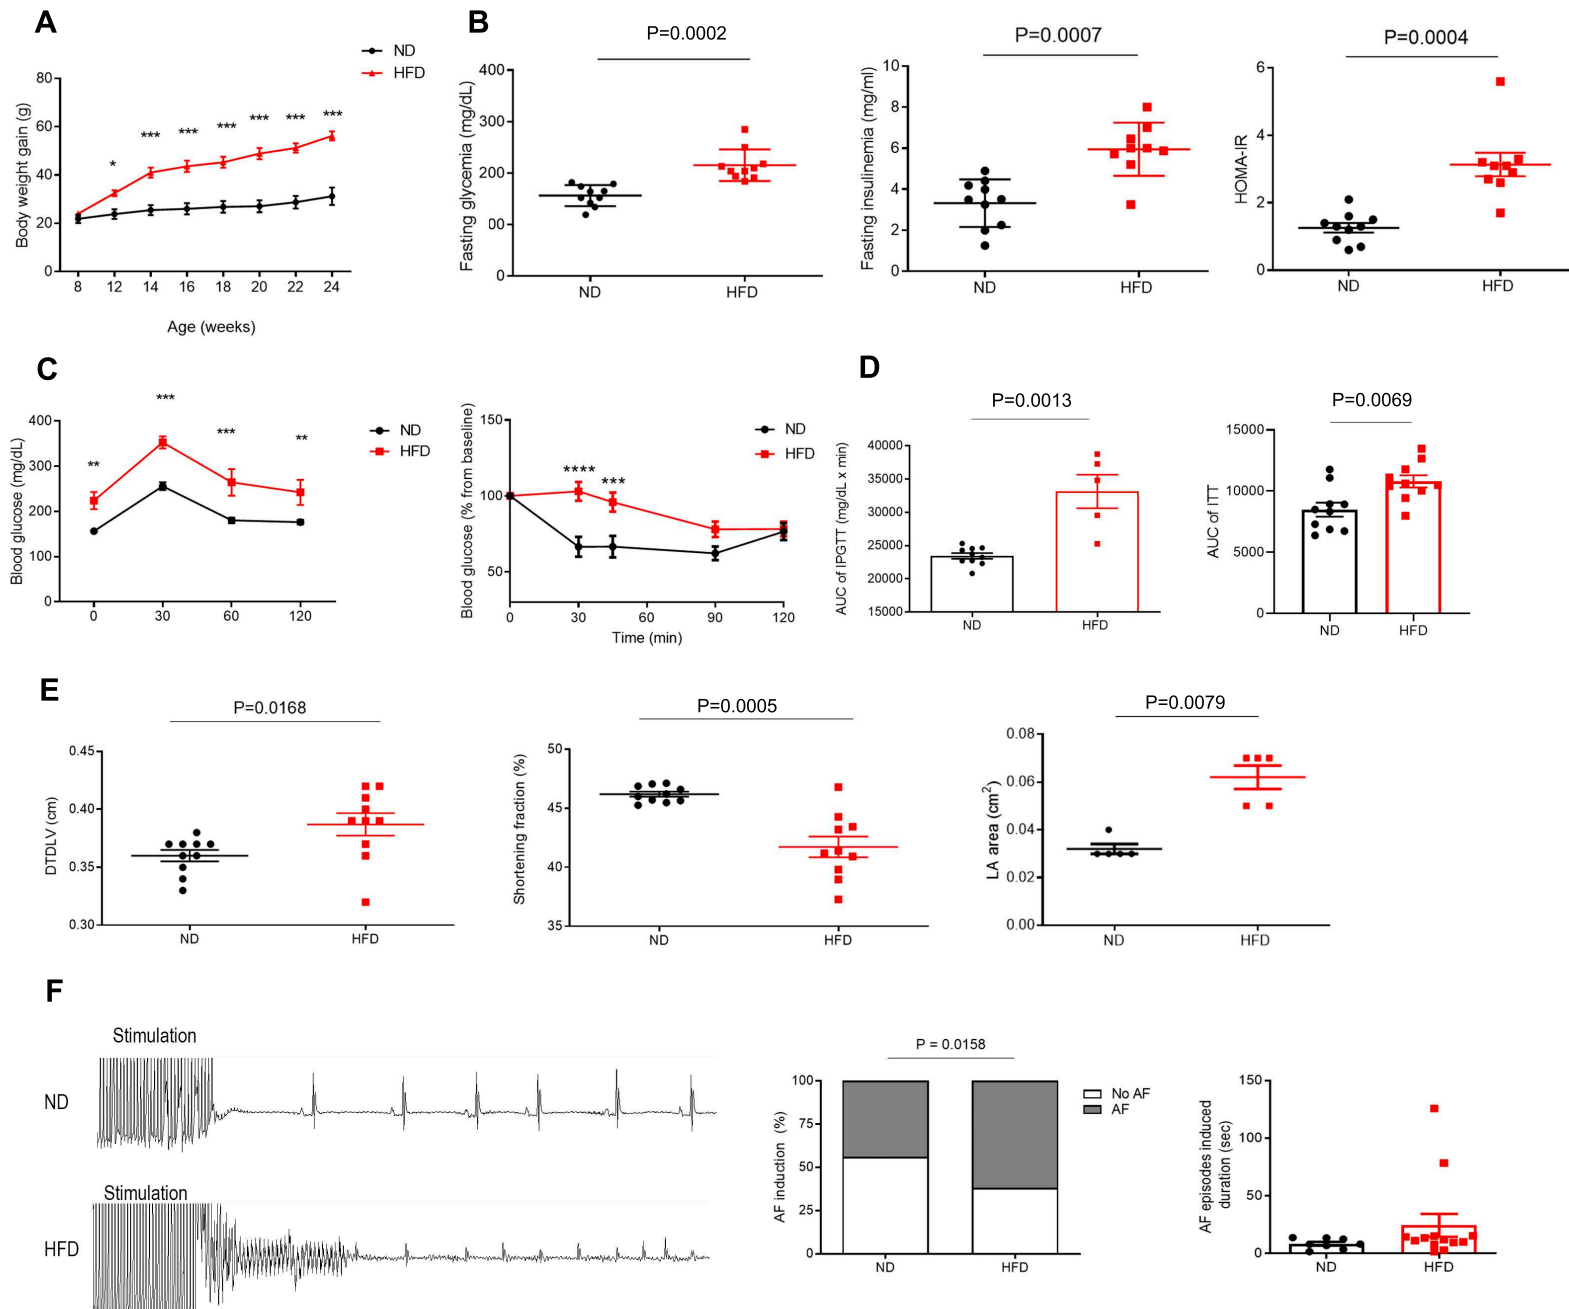 A
ND
HFD
Body weight gain (g)
80
60
40
20
0
*
***
***
***
***
***
***
8 12 14 16 18 20 22 24
Age (weeks)
B
P=0.0002
Fasting glycemia (mg/dL)
400
300
200
00
0
ND HFD
P=0.0007
Fasting insulinemia (mg/ml)
10
8
6
4
2
0
ND HFD
P=0.0004
HOMA-IR
6
4
2
0
ND HFD
C
Blood glucose (mg/dL)
400
300
200
100
0
**
***
***
**
ND
HFD
0 30 60 120
Blood glucose (% from baseline)
150
100
50
****
***
ND
HFD
0 30 60 90 120
Time (min)
D
P=0.0013
AUC of IPGTT (mg/dL x min)
40000
35000
30000
25000
20000
15000
ND HFD
P=0.0069
AUC of ITT
15000
10000
5000
0
ND HFD
E
P=0.0168
DTDLV (cm)
0.45
0.40
0.35
0.30
ND HFD
P=0.0005
Shortening fraction (%)
50
45
40
35
ND HFD
P=0.0079
LA area (cm²)
0.08
0.06
0.04
0.02
0.00
ND HFD
F
Stimulation
ND
Stimulation
HFD
P = 0.0158
AF induction (%)
100
75
50
25
0
ND HFD
No AF
AF
AF episodes induced
duration (sec)
150
100
50
0
ND HFD